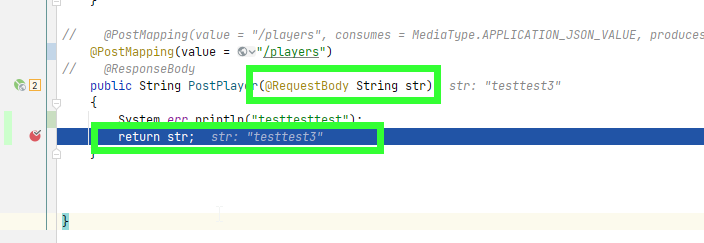 }
//   @PostMapping(value = "/players", consumes = MediaType.APPLICATION_JSON_VALUE, produces
@PostMapping(value = "/players")
//   @ResponseBody
2 public String PostPlayer(@RequestBody String str) str: "testtest3"
{
System.err.println("testtesttest");
return str; str: "testtest3"
}
}